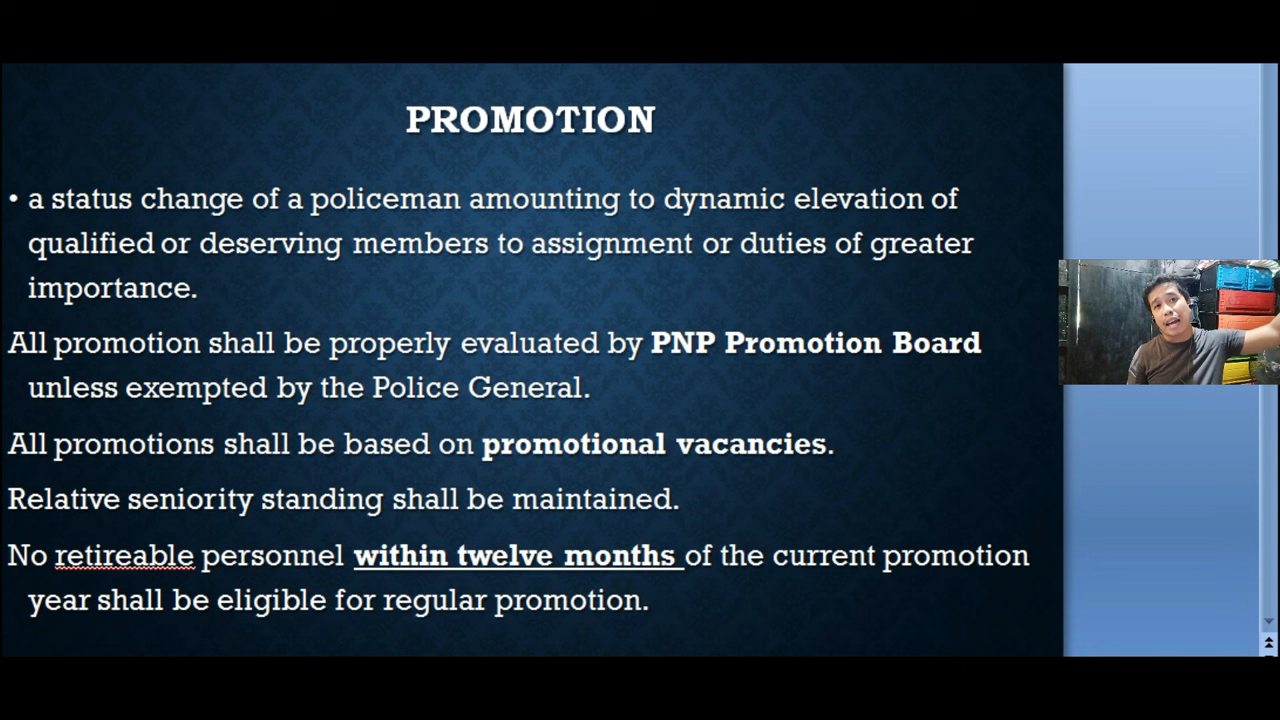 PROMOTION
• a status change of a policeman amounting to dynamic elevation of
qualified or deserving members to assignment or duties of greater
importance.
All promotion shall be properly evaluated by PNP Promotion Board
unless exempted by the Police General.
All promotions shall be based on promotional vacancies.
Relative seniority standing shall be maintained.
No retireable personnel within twelve months of the current promotion
year shall be eligible for regular promotion.